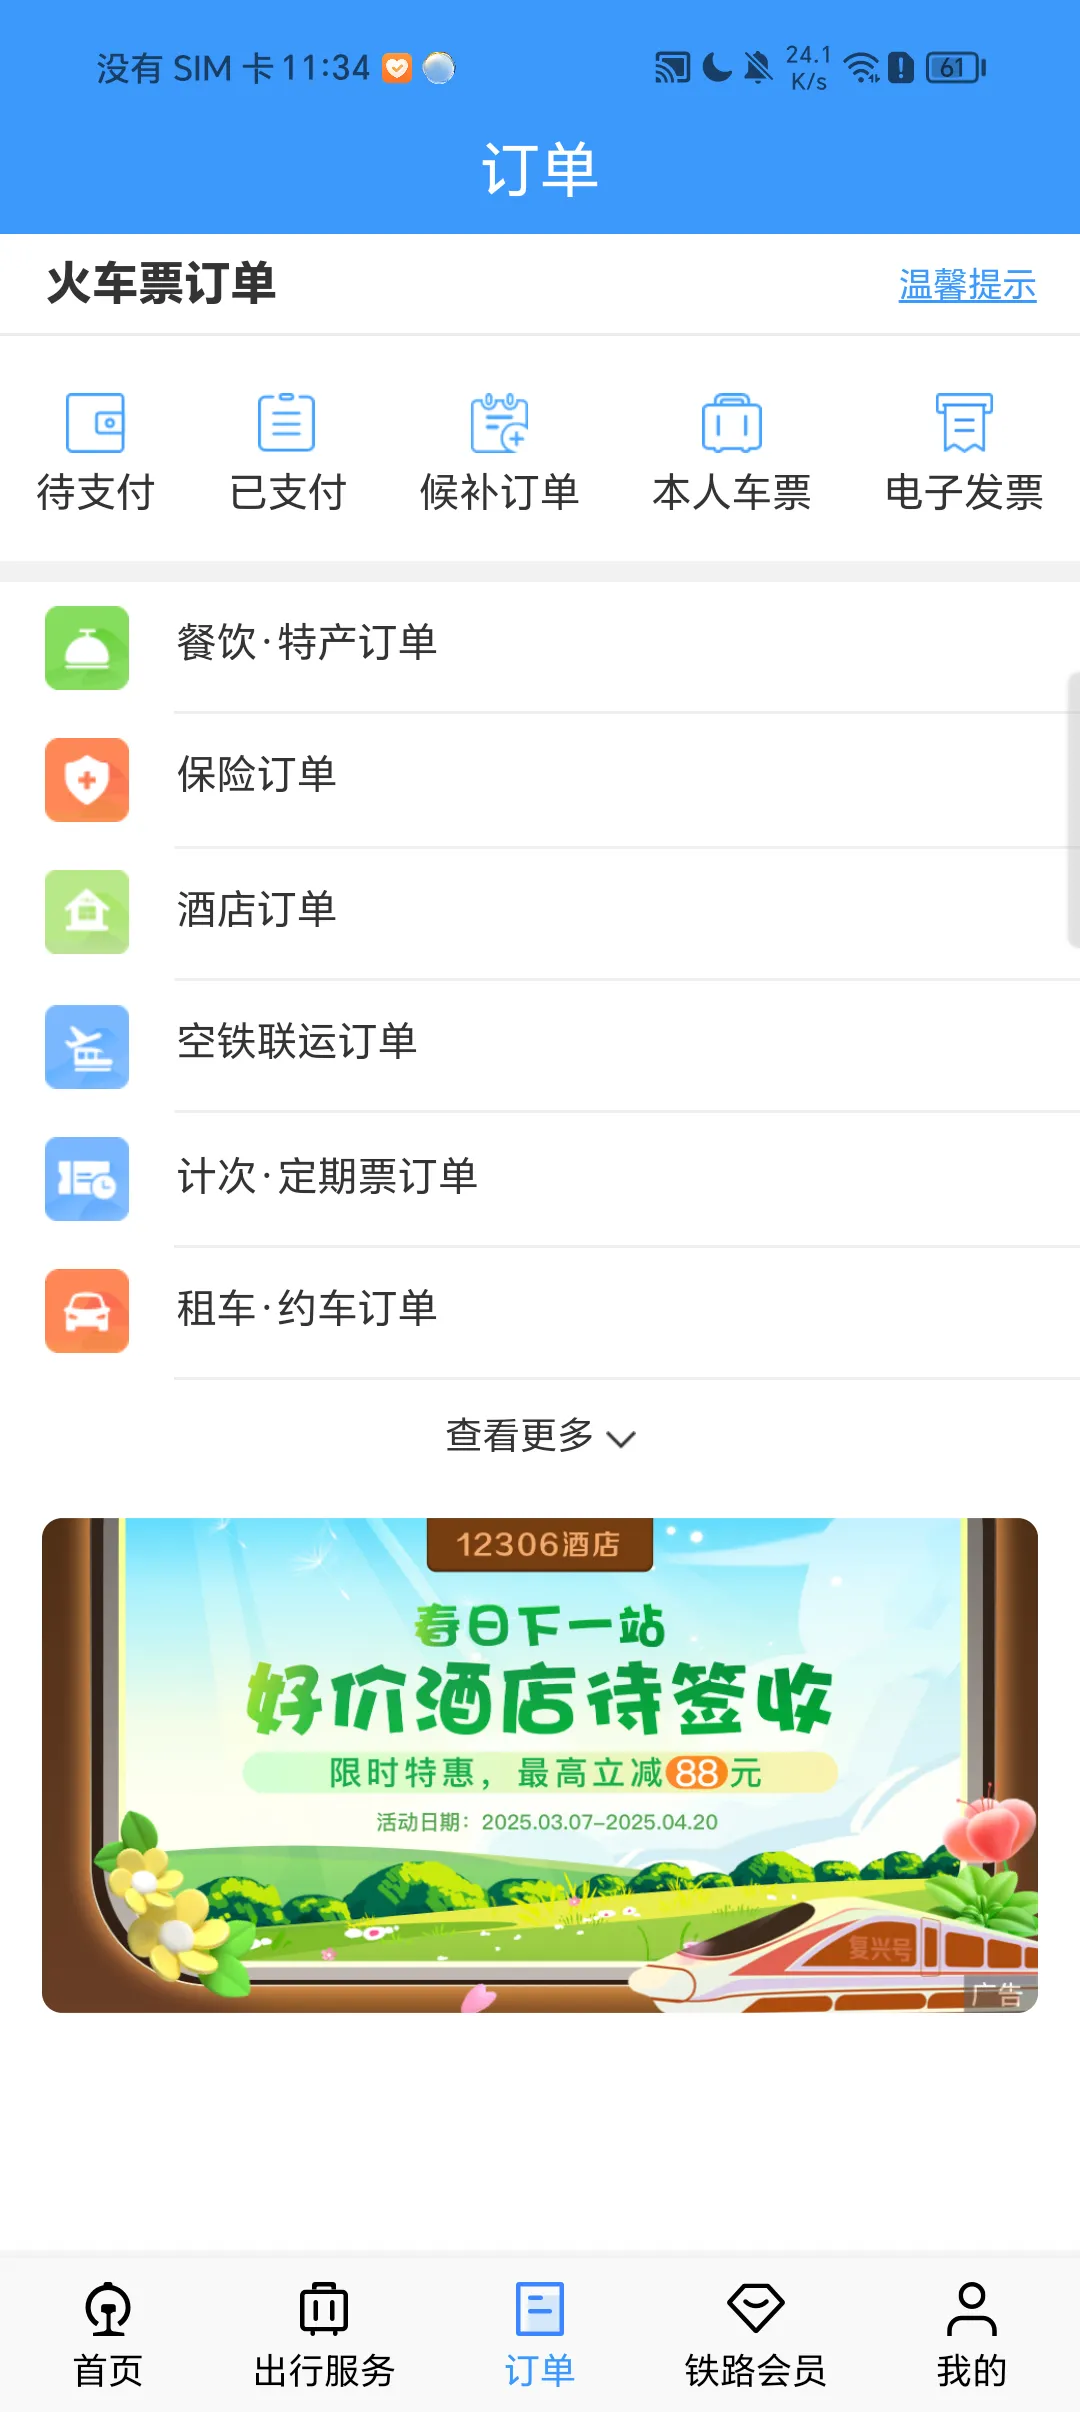 没有 SIM 卡 11:34
24.1
K/s
61
订单
火车票订单
温馨提示
待支付
已支付
候补订单
本人车票
电子发票
餐饮·特产订单
保险订单
酒店订单
空铁联运订单
计次·定期票订单
租车·约车订单
查看更多
12306酒店
春日下一站
好价酒店待签收
限时特惠，最高立减88元
活动日期：2025.03.07-2025.04.20
复兴号
广告
首页
出行服务
订单
铁路会员
我的